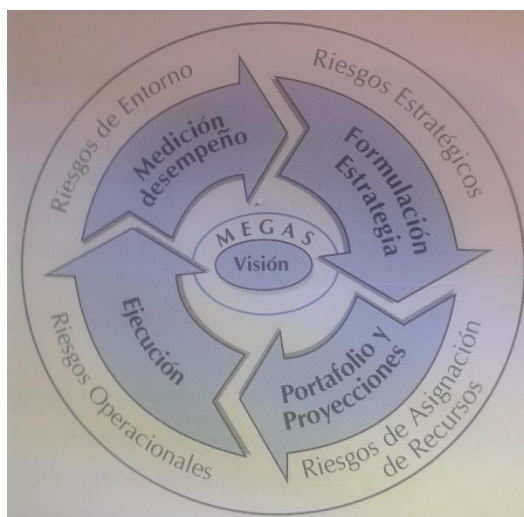 Riesgos de Entorno
Riesgos Estratégicos
Medición
desempeño
Formulación
Estrategia
MEGAS
Visión
Ejecución
Portafolio y
Proyecciones
Riesgos Operacionales
Riesgos de Asignación
de Recursos